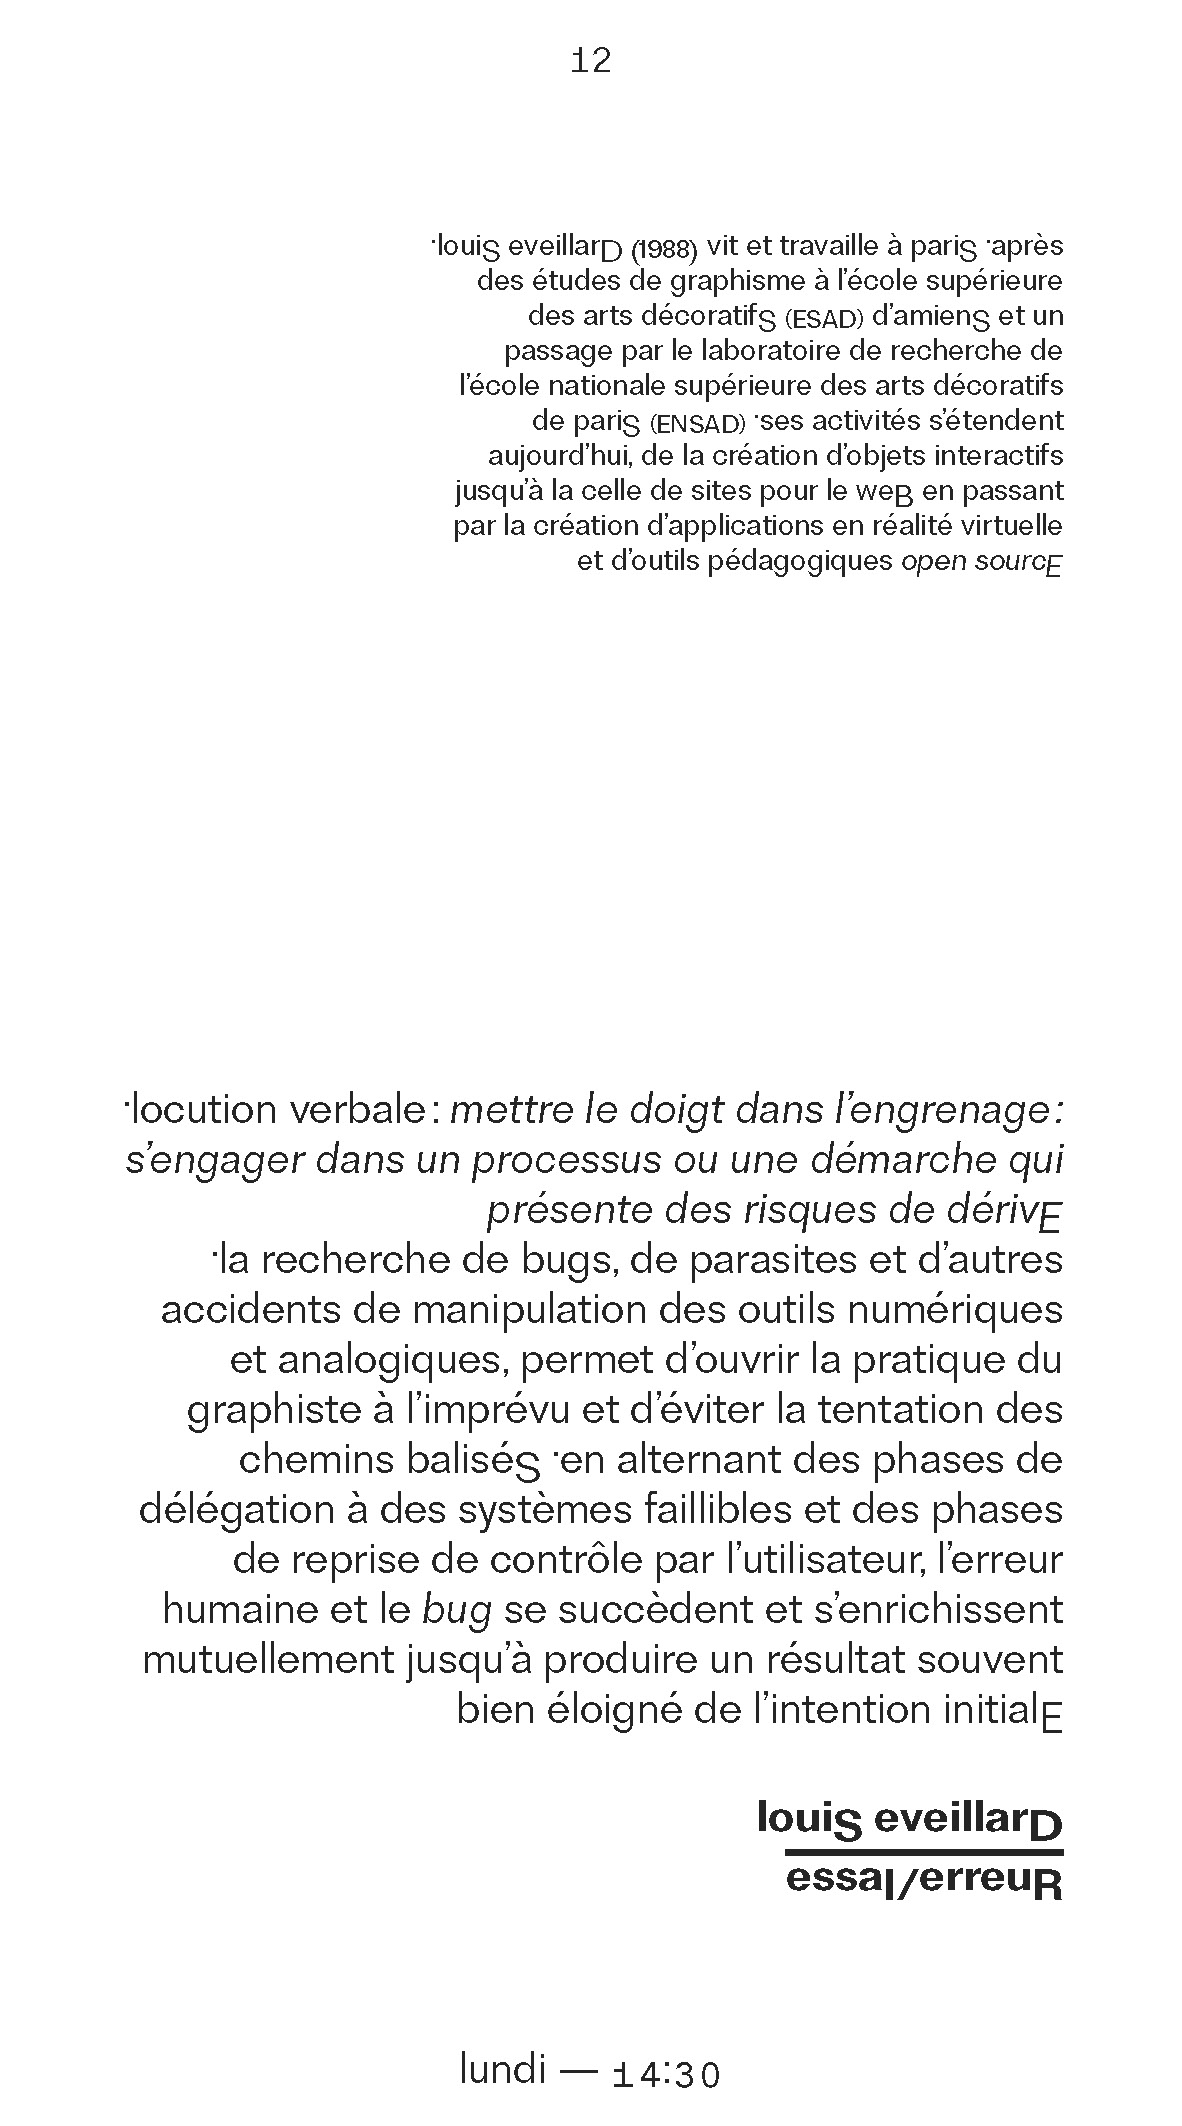 12
·louiS eveillarD (1988) vit et travaille à pariS ·après
des études de graphisme à l’école supérieure
des arts décoratifS (ESAD) d’amienS et un
passage par le laboratoire de recherche de
l’école nationale supérieure des arts décoratifs
de pariS (ENSAD) ·ses activités s’étendent
aujourd’hui, de la création d’objets interactifs
jusqu’à la celle de sites pour le weB en passant
par la création d’applications en réalité virtuelle
et d’outils pédagogiques open sourcE
·locution verbale : mettre le doigt dans l’engrenage :
s’engager dans un processus ou une démarche qui
présente des risques de dérivE
·la recherche de bugs, de parasites et d’autres
accidents de manipulation des outils numériques
et analogiques, permet d’ouvrir la pratique du
graphiste à l’imprévu et d’éviter la tentation des
chemins baliséS ·en alternant des phases de
délégation à des systèmes faillibles et des phases
de reprise de contrôle par l’utilisateur, l’erreur
humaine et le bug se succèdent et s’enrichissent
mutuellement jusqu’à produire un résultat souvent
bien éloigné de l’intention initialE
louiS eveillarD
essaI/erreuR
lundi — 14:30